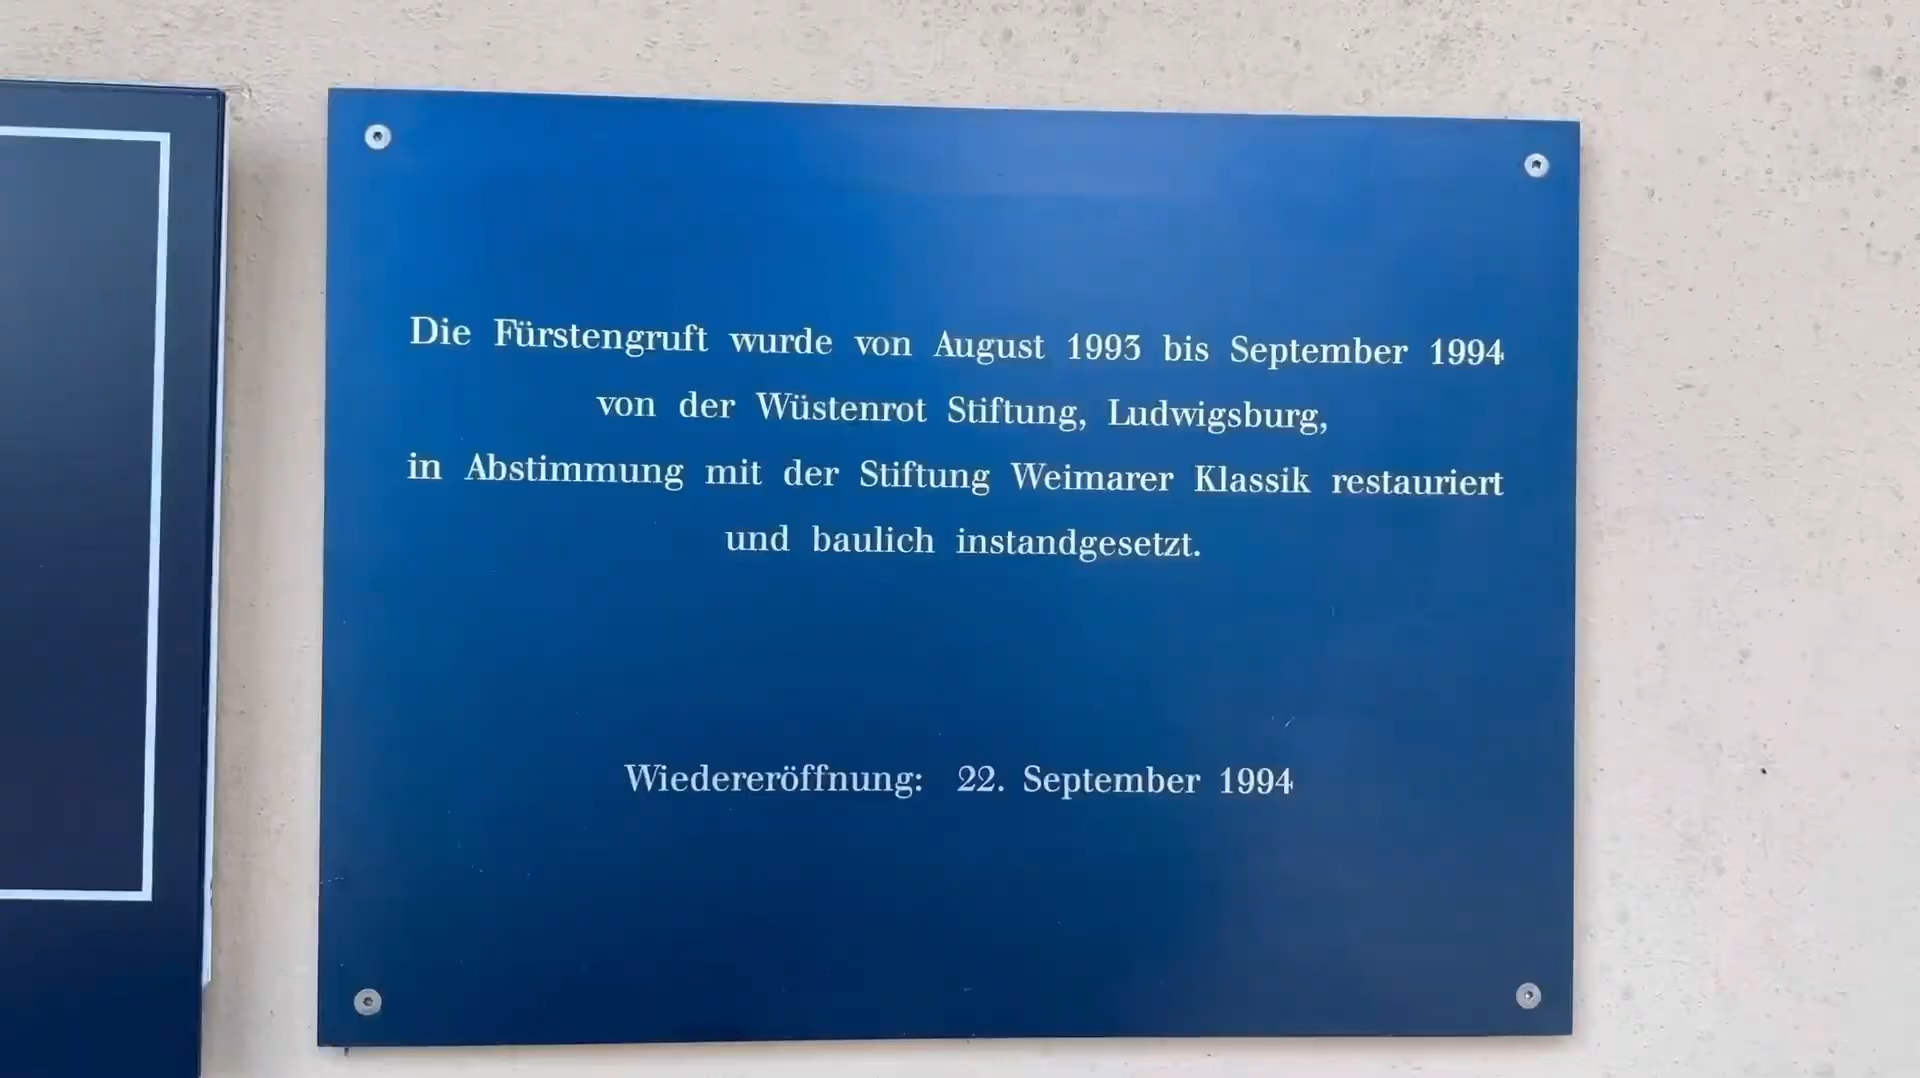 Die Fürstengruft wurde von August 1993 bis September 1994
von der Wüstenrot Stiftung, Ludwigsburg,
in Abstimmung mit der Stiftung Weimarer Klassik restauriert
und baulich instandgesetzt.
Wiedereröffnung: 22. September 1994